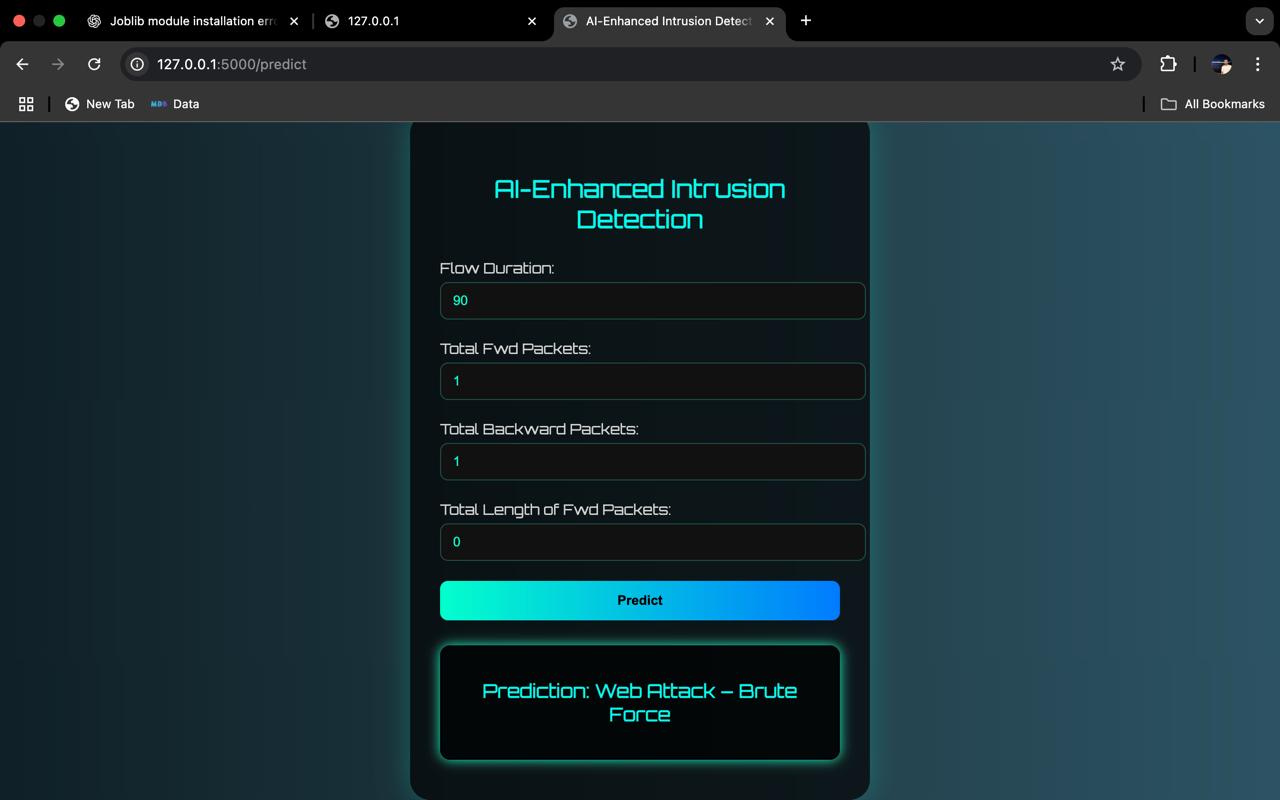 Joblib module installation err
127.0.0.1
AI-Enhanced Intrusion Detect
127.0.0.1:5000/predict
New Tab
MDB Data
All Bookmarks
AI-Enhanced Intrusion
Detection
Flow Duration:
90
Total Fwd Packets:
1
Total Backward Packets:
1
Total Length of Fwd Packets:
0
Predict
Prediction: Web Attack – Brute
Force